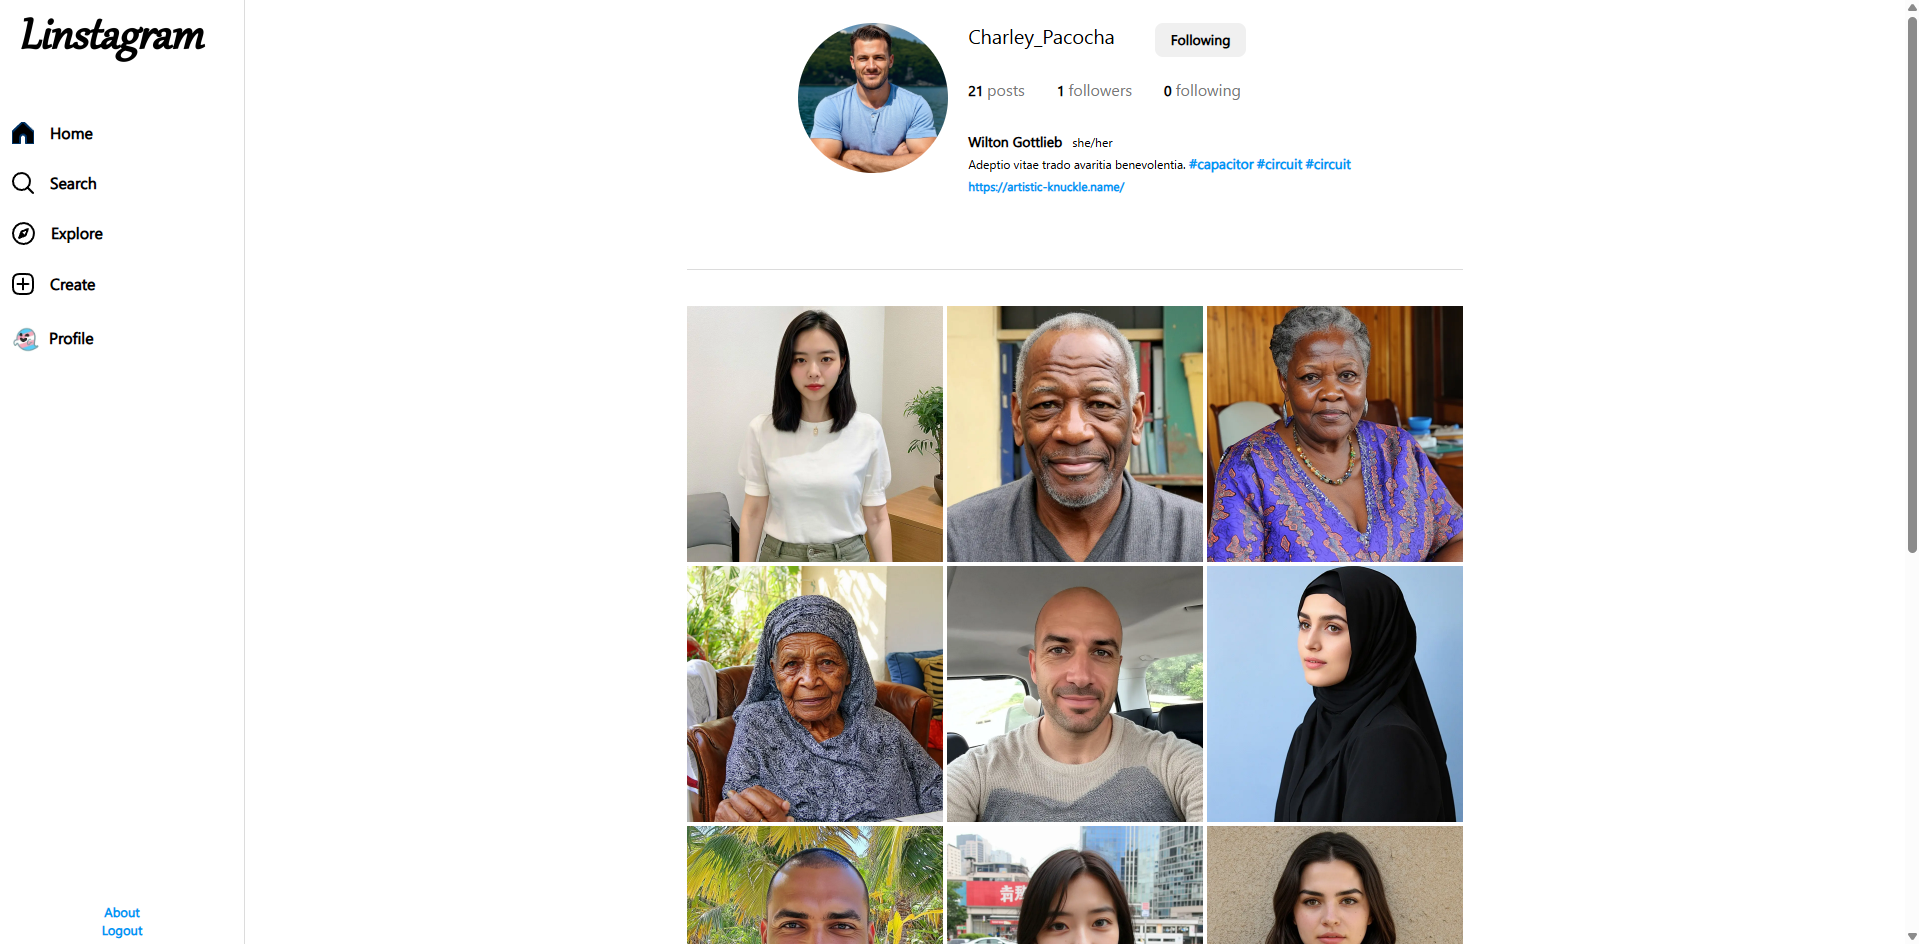 Linstagram
Home
Search
Explore
Create
Profile
About
Logout
Charley_Pacocha
Following
21 posts 1 followers 0 following
Wilton Gottlieb she/her
Adeptio vitae trado avaritia benevolentia. #capacitor #circuit #circuit
https://artistic-knuckle.name/